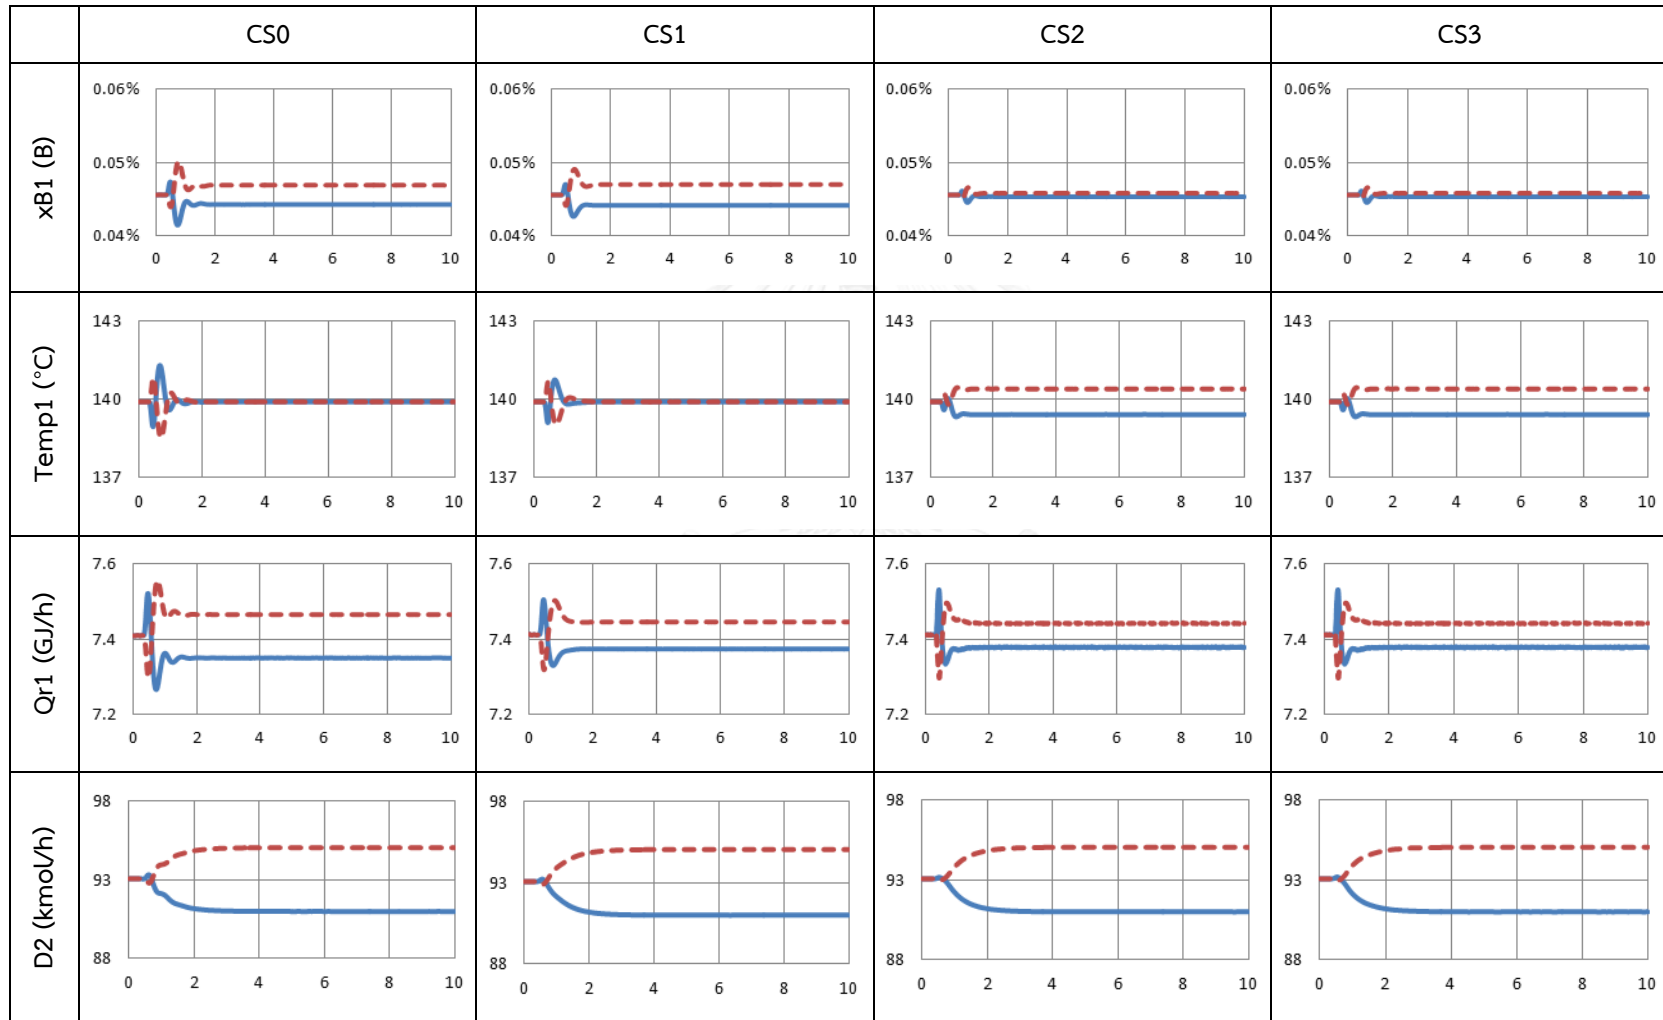 CS0 CS1 CS2 CS3
xB1 (B)
0.06% 0.06% 0.06% 0.06%
0.05% 0.05% 0.05% 0.05%
0.04% 0.04% 0.04% 0.04%
0 2 4 6 8 10 0 2 4 6 8 10 0 2 4 6 8 10 0 2 4 6 8 10
Temp1 (°C)
143 143 143 143
140 140 140 140
137 137 137 137
0 2 4 6 8 10 0 2 4 6 8 10 0 2 4 6 8 10 0 2 4 6 8 10
Qr1 (GJ/h)
7.6 7.6 7.6 7.6
7.4 7.4 7.4 7.4
7.2 7.2 7.2 7.2
0 2 4 6 8 10 0 2 4 6 8 10 0 2 4 6 8 10 0 2 4 6 8 10
D2 (kmol/h)
98 98 98 98
93 93 93 93
88 88 88 88
0 2 4 6 8 10 0 2 4 6 8 10 0 2 4 6 8 10 0 2 4 6 8 10